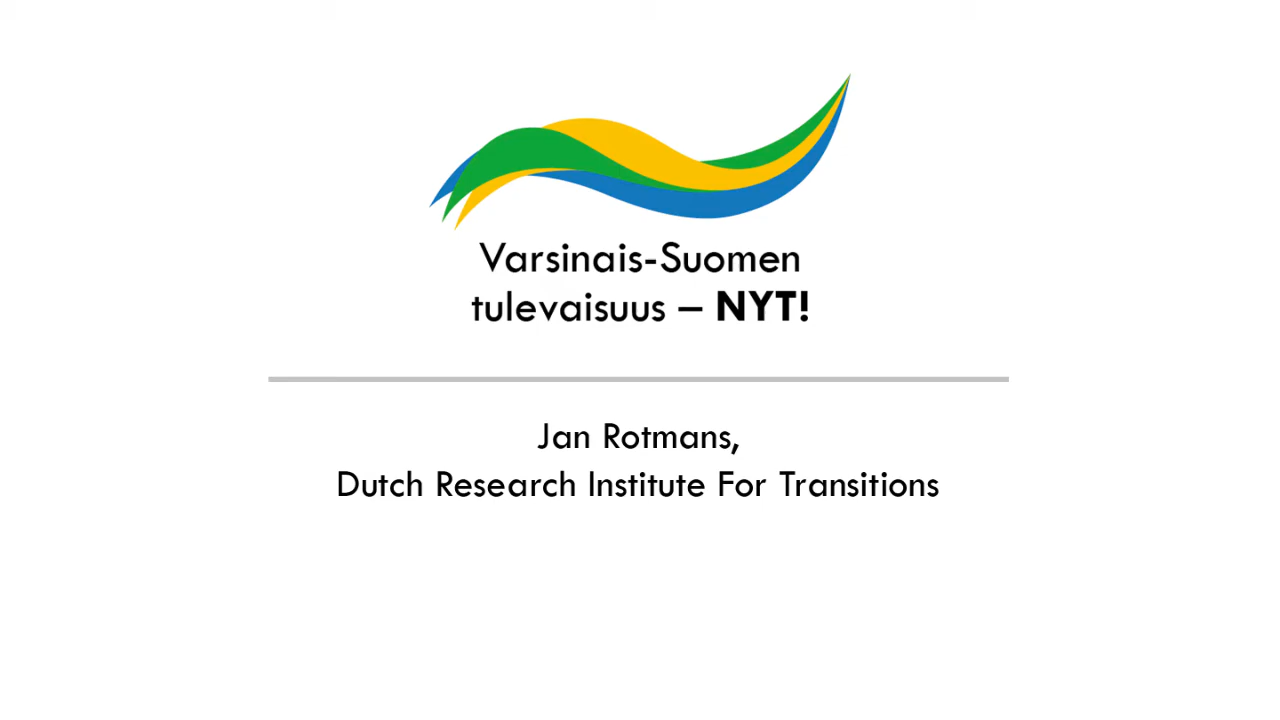 Varsinais-Suomen
tulevaisuus – NYT!
Jan Rotmans,
Dutch Research Institute For Transitions